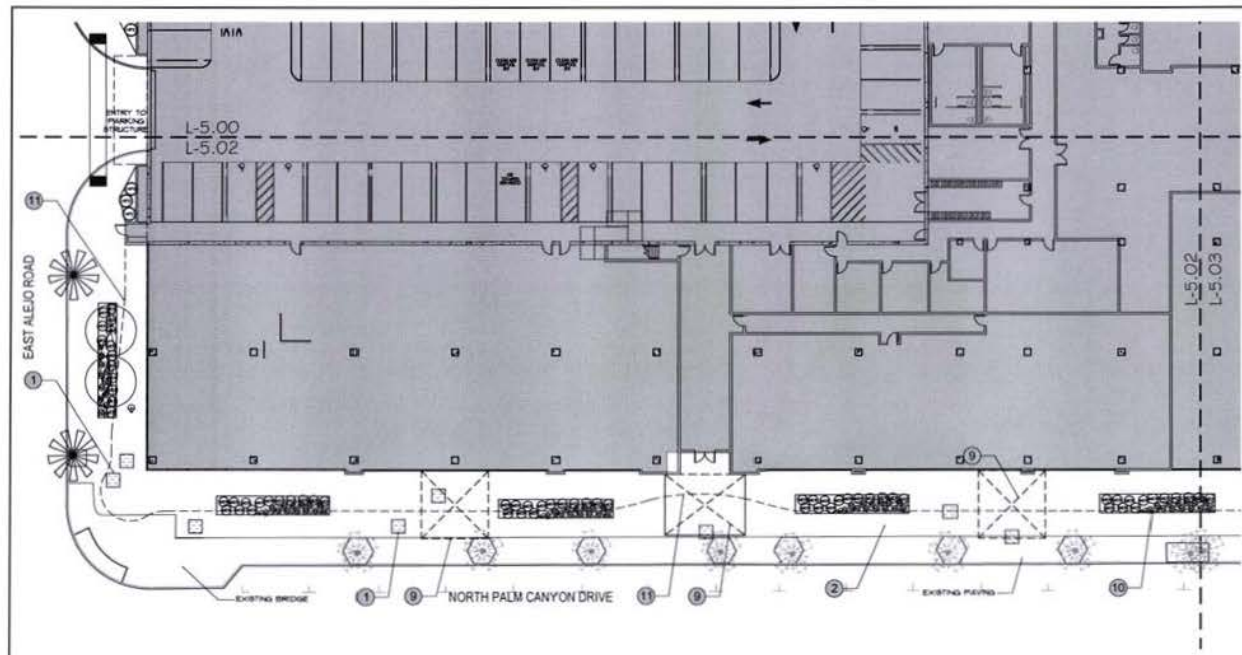 ENTRY TO
PARKING
STRUCTURE
L-5.00
L-5.02
11
EAST ALEJO ROAD
1
L-5.02
L-5.03
9
EXISTING BRIDGE
1
9
NORTH PALM CANYON DRIVE
11
9
2
EXISTING PAVING
10